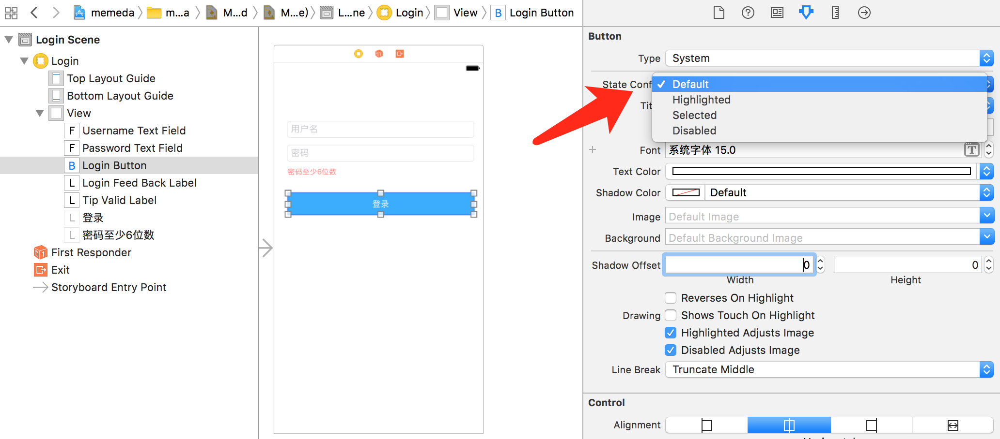 memeda m...a M...d M...e) L...ne Login View B Login Button
Login Scene
Login
Top Layout Guide
Bottom Layout Guide
View
F Username Text Field
F Password Text Field
B Login Button
L Login Feed Back Label
L Tip Valid Label
L 登录
L 密码至少6位数
First Responder
Exit
Storyboard Entry Point
用户名
密码
密码至少6位数
登录
Button
Type System
State Conf
Default
Highlighted
Selected
Disabled
Tit
Font 系统字体 15.0 T
Text Color
Shadow Color Default
Image Default Image
Background Default Background Image
Shadow Offset 0 0
Width Height
Reverses On Highlight
Drawing Shows Touch On Highlight
Highlighted Adjusts Image
Disabled Adjusts Image
Line Break Truncate Middle
Control
Alignment